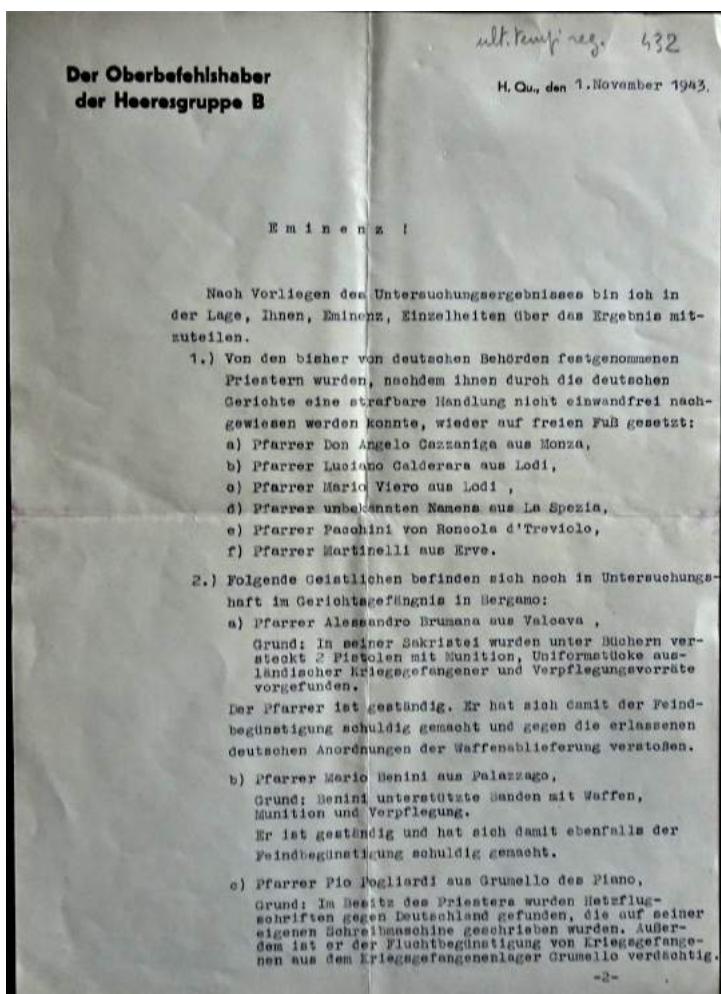 ult. temp. reg. 432
Der Oberbefehlshaber
der Heeresgruppe B
H. Qu., den 1. November 1943.
Eminenz !
Nach Vorliegen des Untersuchungsergebnisses bin ich in
der Lage, Ihnen, Eminenz, Einzelheiten über das Ergebnis mit-
zuteilen.
1.) Von den bisher von deutschen Behörden festgenommenen
Priestern wurden, nachdem ihnen durch die deutschen
Gerichte eine strafbare Handlung nicht einwandfrei nach-
gewiesen werden konnte, wieder auf freien Fuß gesetzt:
a) Pfarrer Don Angelo Cazzaniga aus Monza,
b) Pfarrer Luciano Calderara aus Lodi,
c) Pfarrer Mario Viero aus Lodi ,
d) Pfarrer unbekannten Namens aus La Spezia,
e) Pfarrer Pacchini von Roncola d'Treviolo,
f) Pfarrer Martinelli aus Erve.
2.) Folgende Geistlichen befinden sich noch in Untersuchungs-
haft im Gerichtsgefängnis in Bergamo:
a) Pfarrer Alessandro Brumana aus Valcava ,
Grund: In seiner Sakristei wurden unter Büchern ver-
steckt 2 Pistolen mit Munition, Uniformstücke aus-
ländischer Kriegsgefangener und Verpflegungsvorräte
vorgefunden.
Der Pfarrer ist geständig. Er hat sich damit der Feind-
begünstigung schuldig gemacht und gegen die erlassenen
deutschen Anordnungen der Waffenablieferung verstoßen.
b) Pfarrer Mario Benini aus Palazzago,
Grund: Benini unterstützte Banden mit Waffen,
Munition und Verpflegung.
Er ist geständig und hat sich damit ebenfalls der
Feindbegünstigung schuldig gemacht.
c) Pfarrer Pio Pogliardi aus Grumello des Piano,
Grund: Im Besitz des Priesters wurden Hetzflug-
schriften gegen Deutschland gefunden, die auf seiner
eigenen Schreibmaschine geschrieben wurden. Außer-
dem ist er der Fluchtbegünstigung von Kriegsgefange-
nen aus dem Kriegsgefangenenlager Grumello verdächtig.
-2-